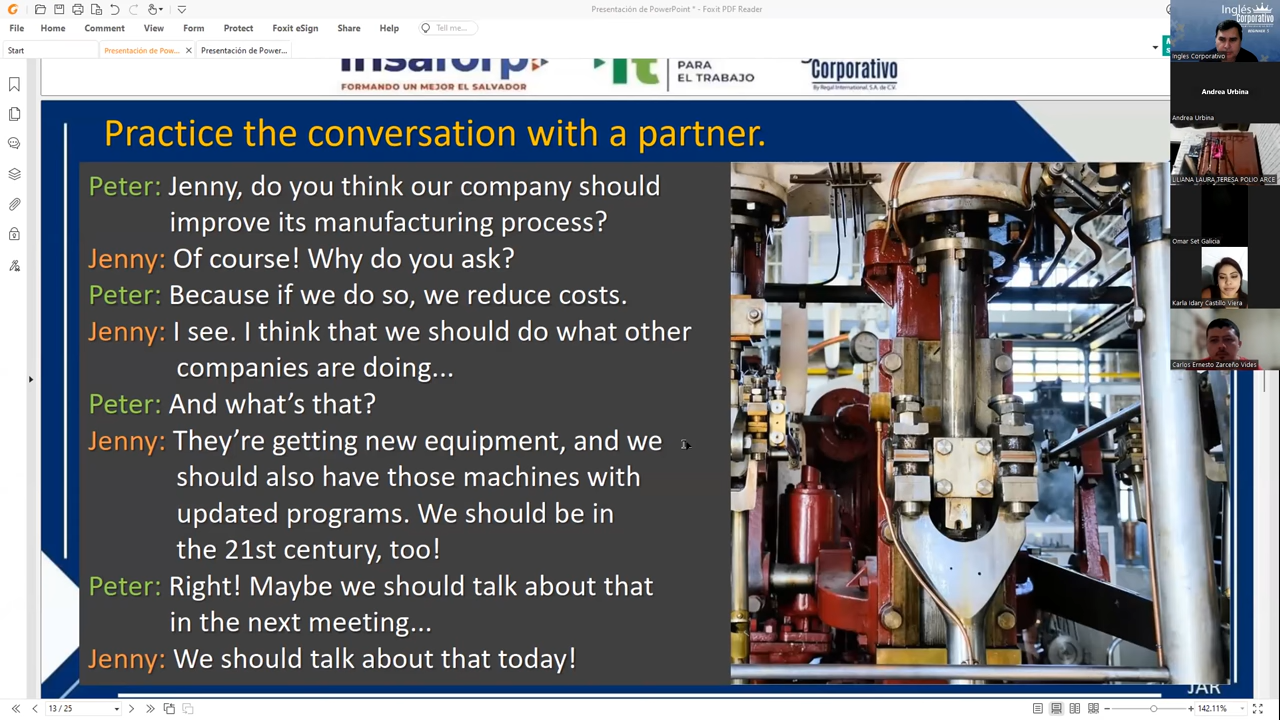 Presentación de PowerPoint * - Foxit PDF Reader
File Home Comment View Form Protect Foxit eSign Share Help Tell me...
Start Presentación de Pow... × Presentación de Power...
FORMANDO UN MEJOR EL SALVADOR
PARA
EL TRABAJO
Corporativo
By Regal International, S.A. de C.V.
Practice the conversation with a partner.
Peter: Jenny, do you think our company should
improve its manufacturing process?
Jenny: Of course! Why do you ask?
Peter: Because if we do so, we reduce costs.
Jenny: I see. I think that we should do what other
companies are doing...
Peter: And what's that?
Jenny: They're getting new equipment, and we
should also have those machines with
updated programs. We should be in
the 21st century, too!
Peter: Right! Maybe we should talk about that
in the next meeting...
Jenny: We should talk about that today!
JAR
Inglés
Corporativo
Ingles Corporativo
Andrea Urbina
Andrea Urbina
LILIANA LAURA TERESA POLIO ARCE
Omar Set Galicia
Karla Idary Castillo Viera
Carlos Ernesto Zarceño Vides
13 / 25
142.11%